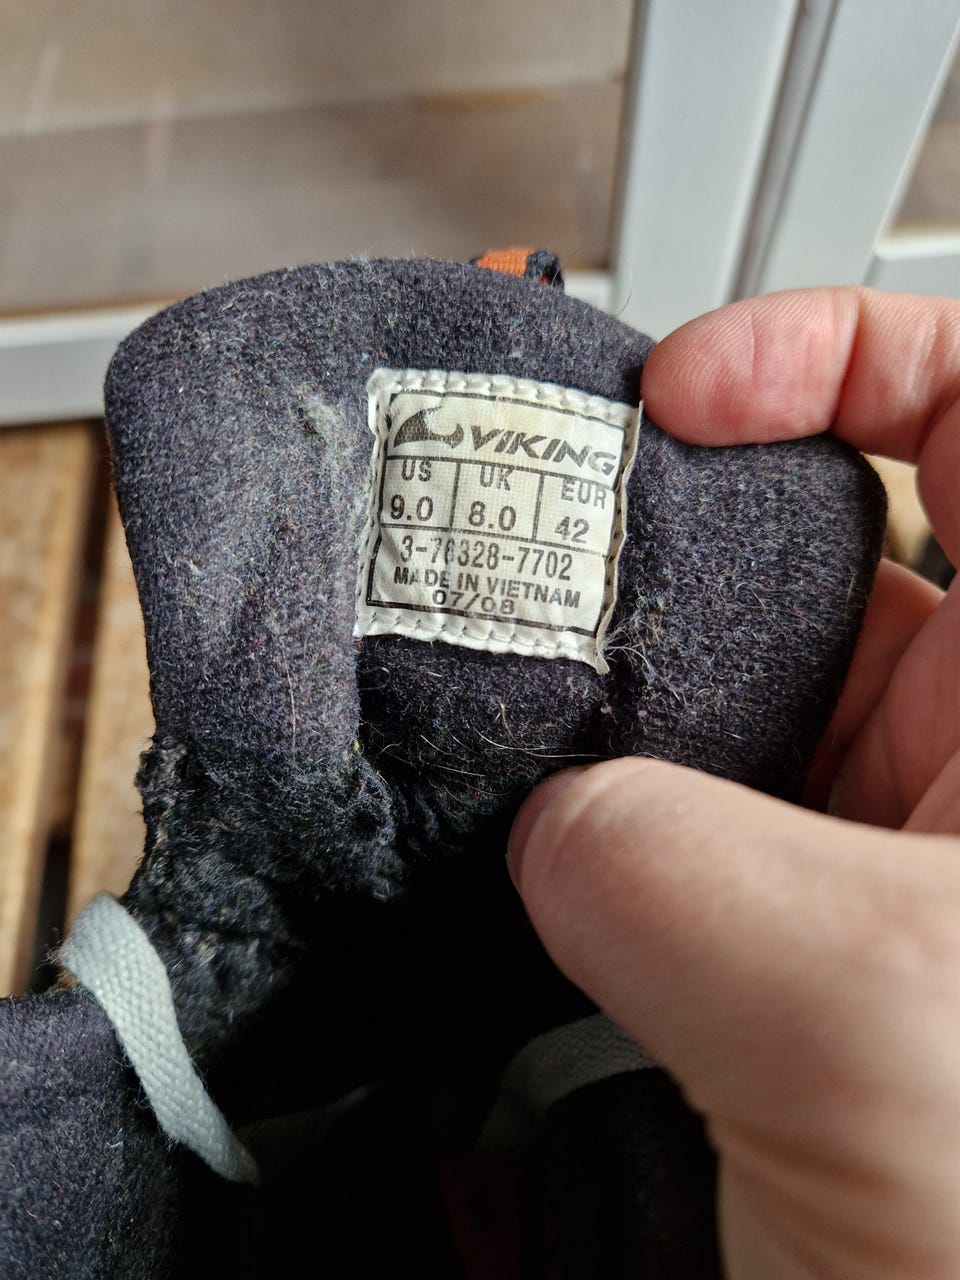 VIKING
US UK EUR
9.0 8.0 42
3-76328-7702
MADE IN VIETNAM
07/08